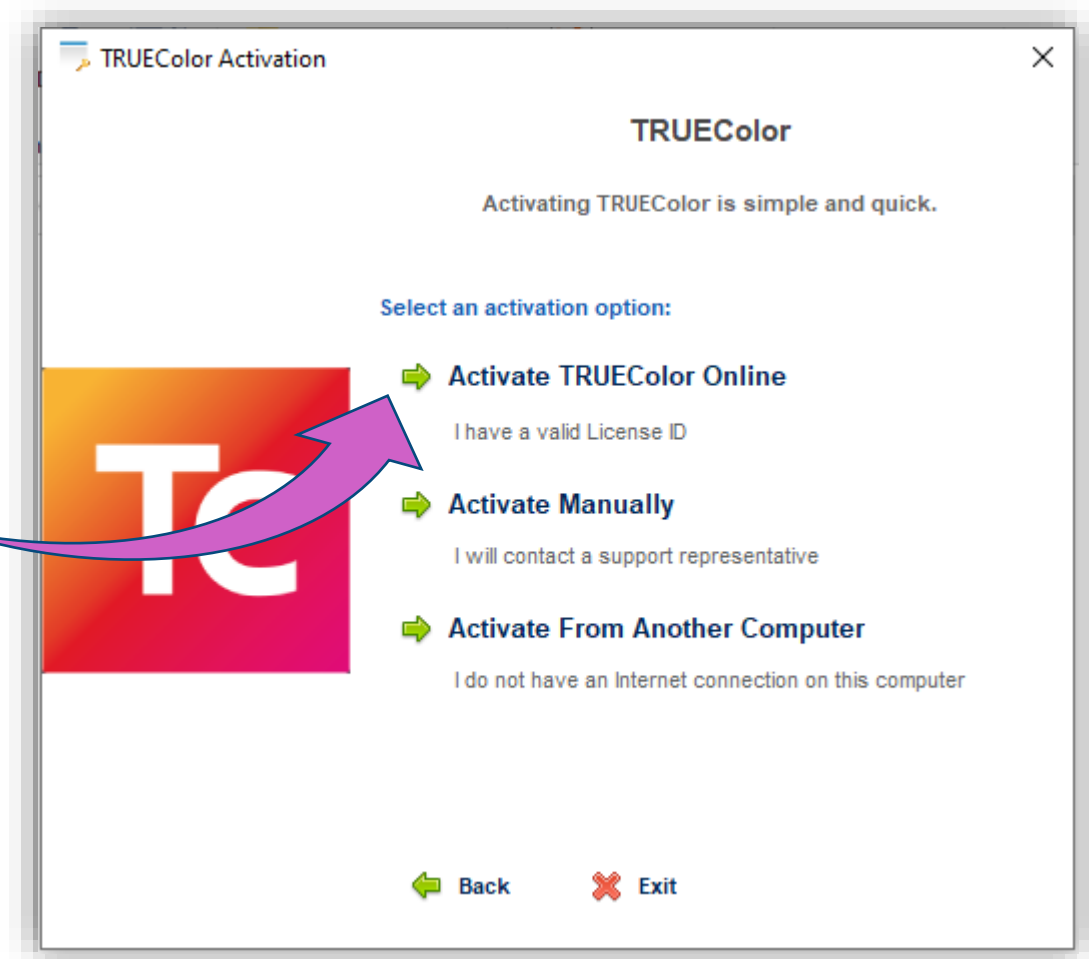 TRUEColor Activation
TRUEColor
Activating TRUEColor is simple and quick.
Select an activation option:
Activate TRUEColor Online
I have a valid License ID
Tc
Activate Manually
I will contact a support representative
Activate From Another Computer
I do not have an Internet connection on this computer
Back
Exit